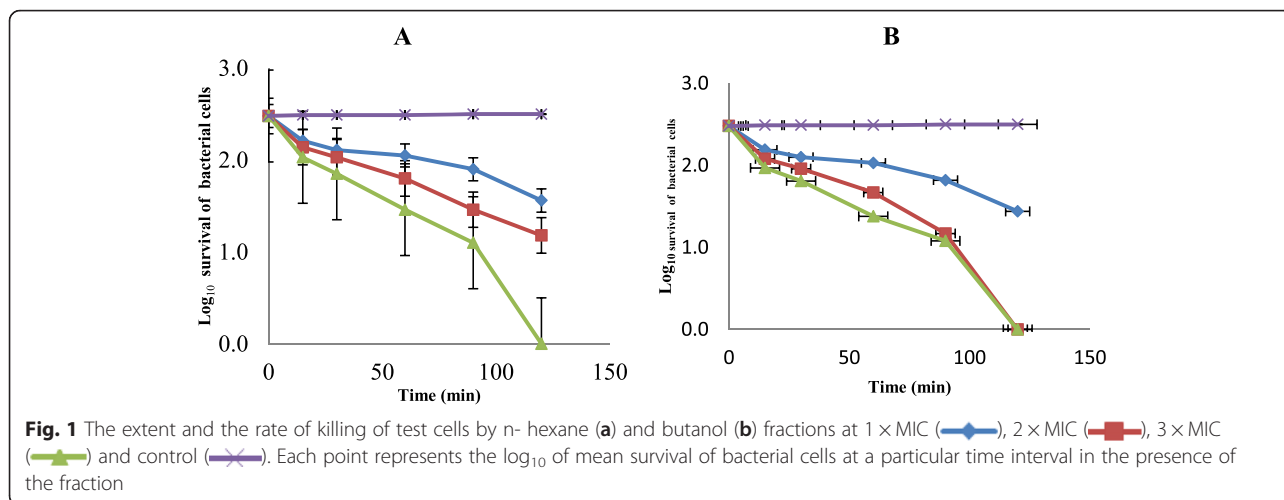 A
B
Log10 survival of bacterial cells
3.0
2.0
1.0
0.0
0
50
100
150
Time (min)
Log10 survival of bacterial cells
3.0
2.0
1.0
0.0
0
50
100
150
Time (min)
Fig. 1 The extent and the rate of killing of test cells by n- hexane (a) and butanol (b) fractions at 1 × MIC ( ), 2 × MIC ( ), 3 × MIC
( ) and control ( ). Each point represents the log10 of mean survival of bacterial cells at a particular time interval in the presence of
the fraction